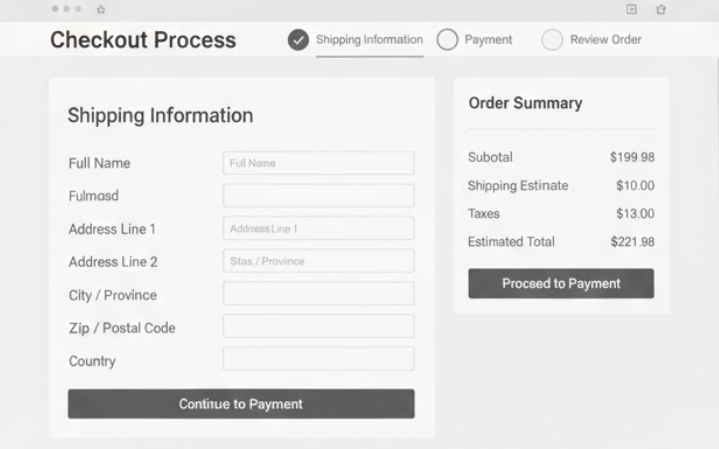 Checkout Process
Shipping Information
Payment
Review Order
Shipping Information
Full Name
Full Name
Fulmasd
Address Line 1
Address Line 1
Address Line 2
Stas / Province
City / Province
Zip / Postal Code
Country
Continue to Payment
Order Summary
Subotal $199.98
Shipping Estinate $10.00
Taxes $13.00
Estimated Total $221.98
Proceed to Payment